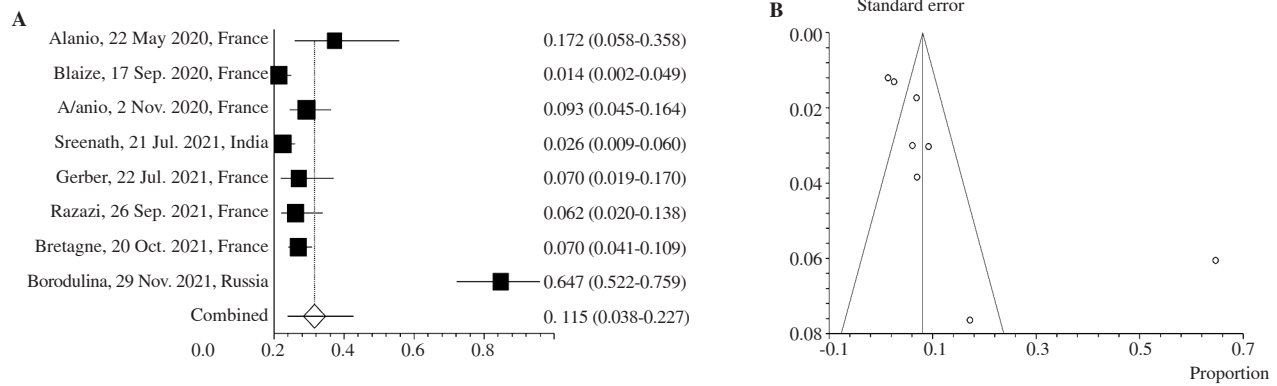 A
Alanio, 22 May 2020, France 0.172 (0.058-0.358)
Blaize, 17 Sep. 2020, France 0.014 (0.002-0.049)
A/anio, 2 Nov. 2020, France 0.093 (0.045-0.164)
Sreenath, 21 Jul. 2021, India 0.026 (0.009-0.060)
Gerber, 22 Jul. 2021, France 0.070 (0.019-0.170)
Razazi, 26 Sep. 2021, France 0.062 (0.020-0.138)
Bretagne, 20 Oct. 2021, France 0.070 (0.041-0.109)
Borodulina, 29 Nov. 2021, Russia 0.647 (0.522-0.759)
Combined 0. 115 (0.038-0.227)
0.0 0.2 0.4 0.6 0.8
B
Standard error
0.00
0.02
0.04
0.06
0.08
-0.1 0.1 0.3 0.5 0.7
Proportion